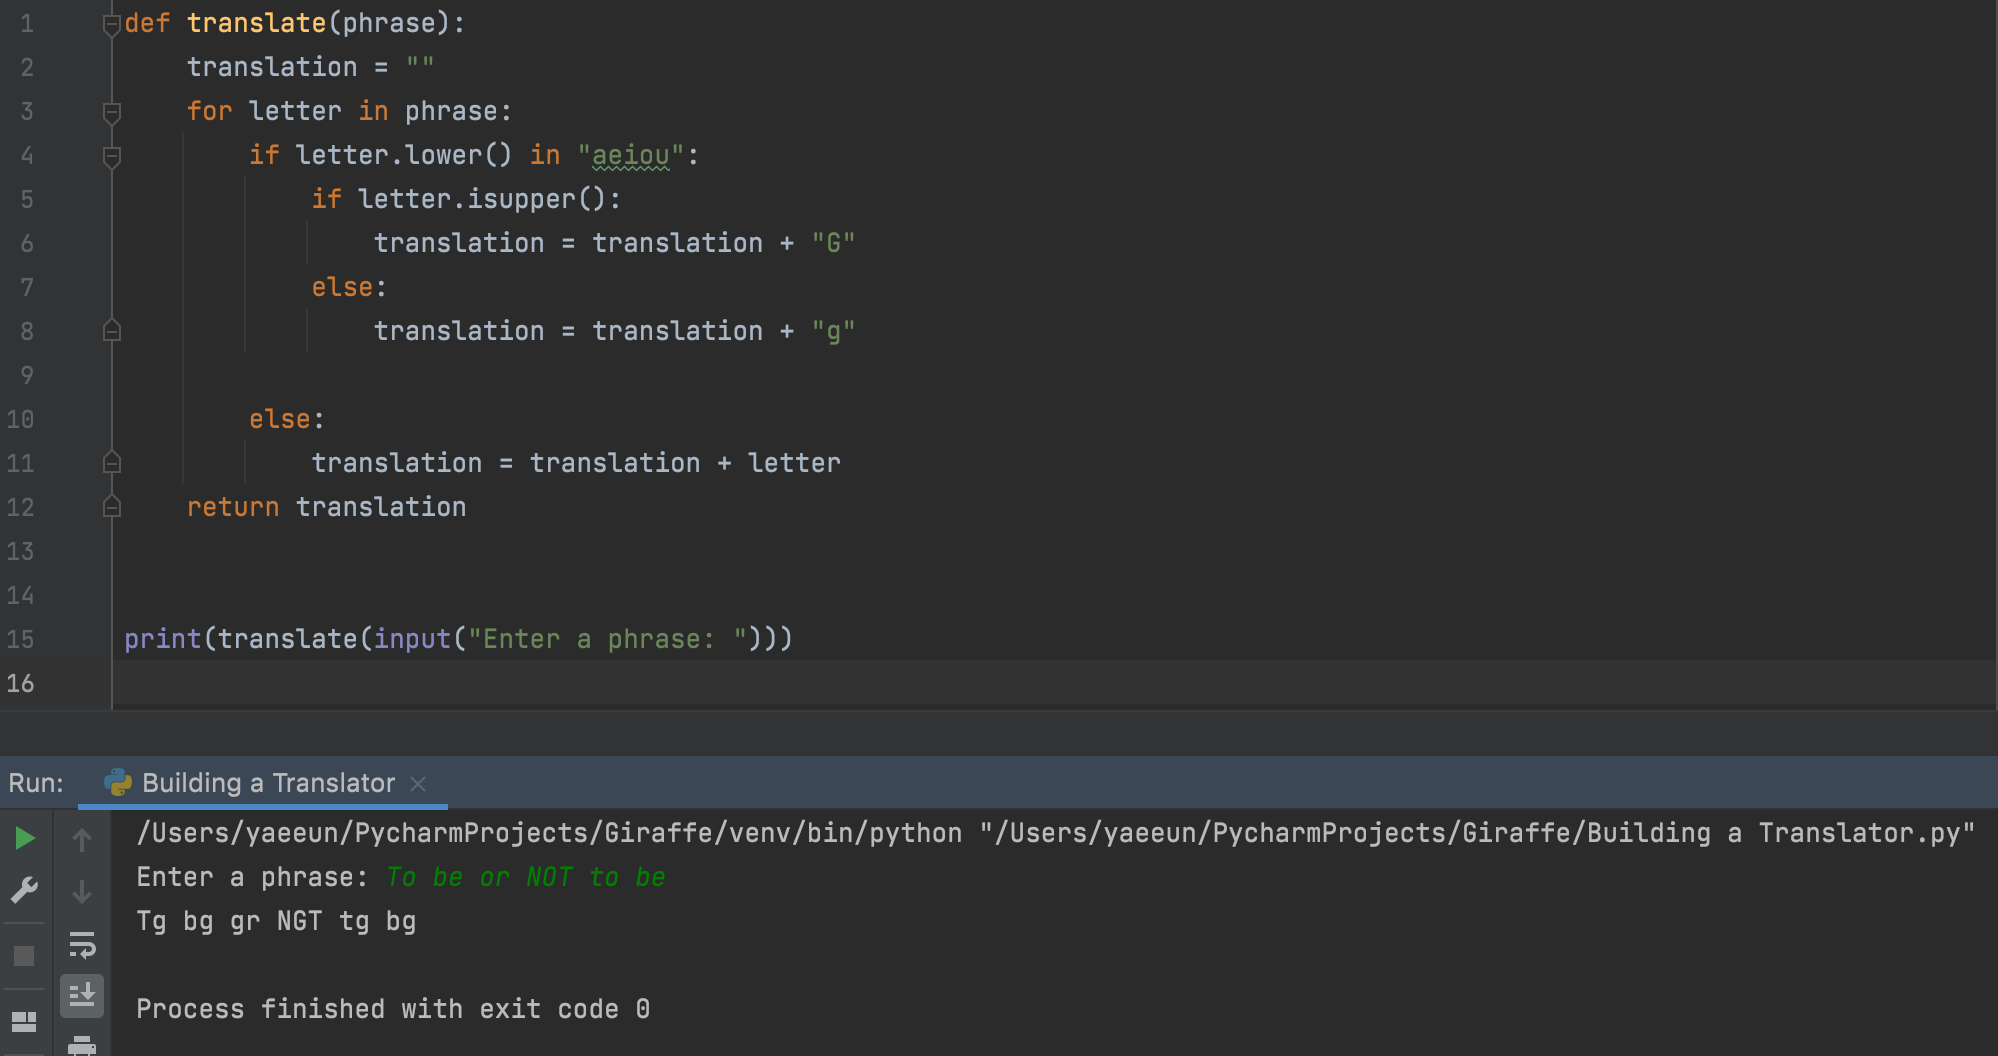 1 def translate(phrase):
2     translation = ""
3     for letter in phrase:
4         if letter.lower() in "aeiou":
5             if letter.isupper():
6                 translation = translation + "G"
7             else:
8                 translation = translation + "g"
9
10         else:
11             translation = translation + letter
12     return translation
13
14
15 print(translate(input("Enter a phrase: ")))
16
Run: Building a Translator
/Users/yaeeun/PycharmProjects/Giraffe/venv/bin/python "/Users/yaeeun/PycharmProjects/Giraffe/Building a Translator.py"
Enter a phrase: To be or NOT to be
Tg bg gr NGT tg bg
Process finished with exit code 0